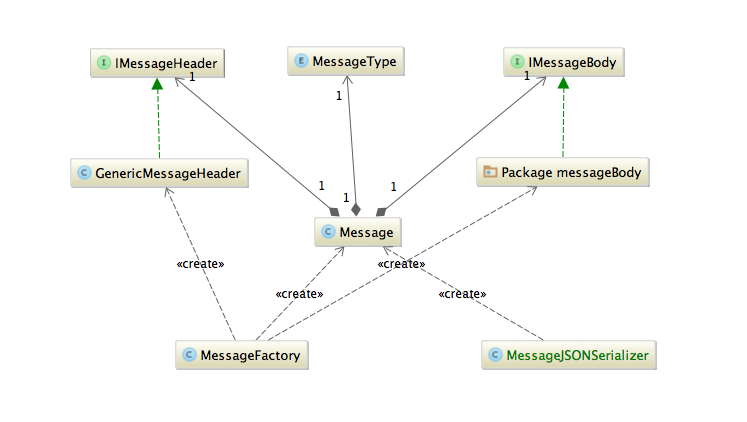 I IMessageHeader
E MessageType
I IMessageBody
1
1
1
C GenericMessageHeader
Package messageBody
1
1
1
C Message
«create»
«create»
«create»
«create»
C MessageFactory
C MessageJSONSerializer